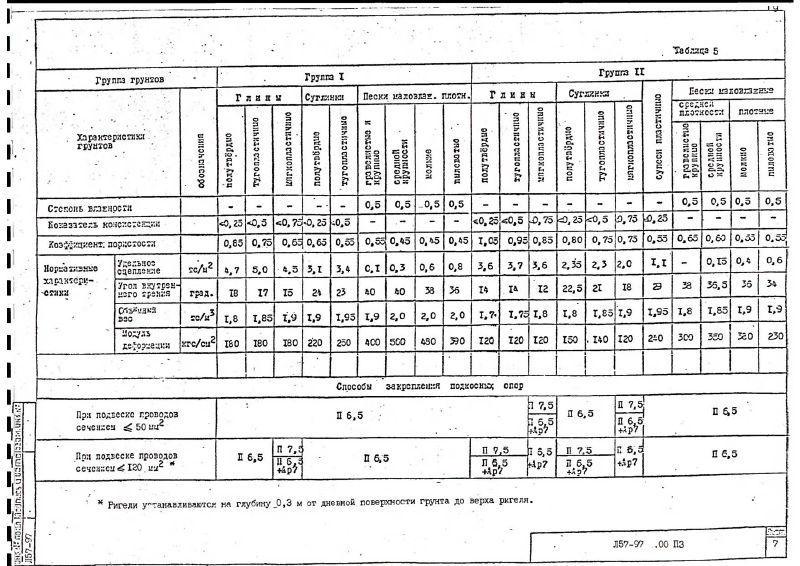 Таблица 5
Группа грунтов | Группа I | Группа II
Глины | Суглинки | Пески маловлаж. плотн. | Глины | Суглинки | Пески маловлажные
средней плотности | плотные
Характеристики грунтов | обозначения | полутвёрдые | тугопластичные | мягкопластичные | полутвёрдые | тугопластичные | гравелистые и крупные | средней крупности | мелкие | пылеватые | полутвёрдые | тугопластичные | мягкопластичные | полутвёрдые | тугопластичные | мягкопластичные | супеси пластичные | гравелистые крупные | средней крупности | мелкие | пылеватые
Степень влажности | - | - | - | - | - | 0,5 | 0,5 | 0,5 | 0,5 | - | - | - | - | - | - | - | 0,5 | 0,5 | 0,5 | 0,5
Показатель консистенции | <0,25 | <0,5 | <0,75 | <0,25 | <0,5 | - | - | - | - | <0,25 | <0,5 | <0,75 | <0,25 | <0,5 | <0,75 | <0,25 | - | - | - | -
Коэффициент пористости | 0,85 | 0,75 | 0,65 | 0,65 | 0,55 | 0,55 | 0,45 | 0,45 | 0,45 | 1,05 | 0,95 | 0,85 | 0,80 | 0,75 | 0,75 | 0,55 | 0,65 | 0,60 | 0,55 | 0,55
Нормативные характеристики
Удельное сцепление | тс/м² | 4,7 | 5,0 | 4,5 | 3,1 | 3,4 | 0,1 | 0,3 | 0,6 | 0,8 | 3,6 | 3,7 | 3,6 | 2,35 | 2,3 | 2,0 | 1,1 | - | 0,15 | 0,4 | 0,6
Угол внутреннего трения | град. | 18 | 17 | 15 | 24 | 23 | 40 | 40 | 38 | 36 | 14 | 14 | 12 | 22,5 | 21 | 18 | 29 | 38 | 36,5 | 36 | 34
Объёмный вес | тс/м³ | 1,8 | 1,85 | 1,9 | 1,9 | 1,95 | 1,9 | 2,0 | 2,0 | 2,0 | 1,7 | 1,75 | 1,8 | 1,8 | 1,85 | 1,9 | 1,95 | 1,8 | 1,85 | 1,9 | 1,9
Модуль деформации | кгс/см² | 180 | 180 | 180 | 220 | 250 | 400 | 500 | 480 | 390 | 120 | 120 | 120 | 150 | 140 | 120 | 240 | 300 | 350 | 380 | 230
Способы закрепления подкосных опор
При подвеске проводов сечением ≤ 50 мм² | П 6,5 | П 7,5 | П 6,5 +Ар7 | П 6,5 | П 7,5 | П 6,5 +Ар7 | П 6,5
При подвеске проводов сечением ≤ 120 мм² * | П 6,5 | П 7,5 | П 6,5 +Ар7 | П 6,5 | П 7,5 | П 6,5 +Ар7 | П 6,5 +Ар7 | П 7,5 | П 6,5 +Ар7 | П 6,5 +Ар7 | П 6,5
* Ригели устанавливаются на глубину 0,3 м от дневной поверхности грунта до верха ригеля.
Л57-97
Л57-97 .00 ПЗ
Лист
7